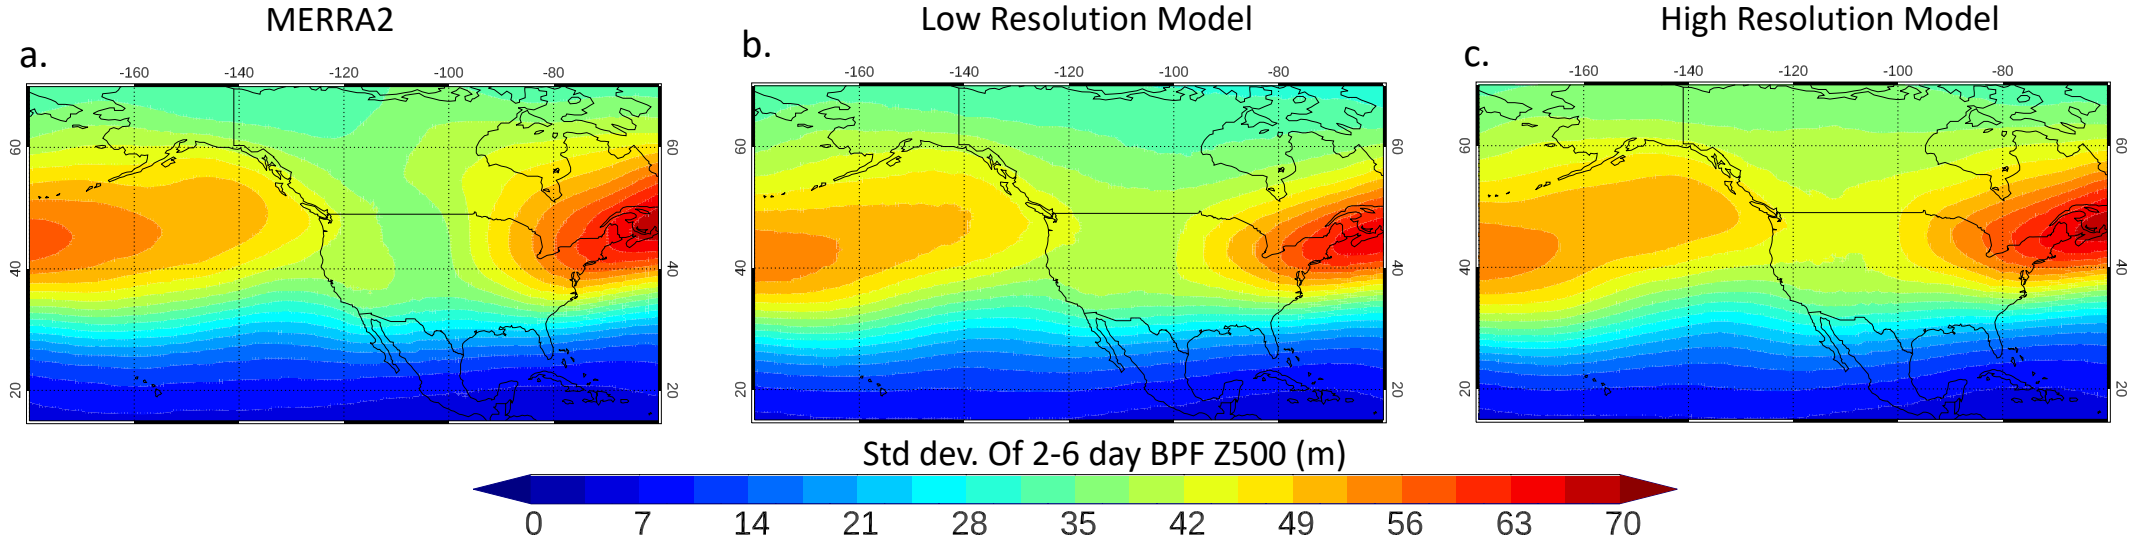 MERRA2
Low Resolution Model
High Resolution Model
a.
b.
c.
-160 -140 -120 -100 -80
-160 -140 -120 -100 -80
-160 -140 -120 -100 -80
60 60
40 40
20 20
60 60
40 40
20 20
60 60
40 40
20 20
Std dev. Of 2-6 day BPF Z500 (m)
0 7 14 21 28 35 42 49 56 63 70